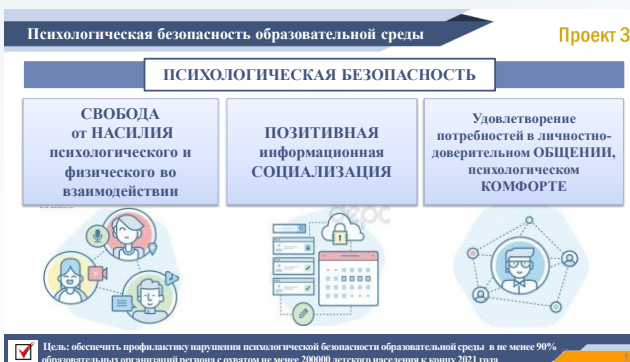 Психологическая безопасность образовательной среды
Проект 3
ПСИХОЛОГИЧЕСКАЯ БЕЗОПАСНОСТЬ
СВОБОДА
от НАСИЛИЯ
психологического и
физического во
взаимодействии
ПОЗИТИВНАЯ
информационная
СОЦИАЛИЗАЦИЯ
Удовлетворение
потребностей в личностно-
доверительном ОБЩЕНИИ,
психологическом
КОМФОРТЕ
Цель: обеспечить профилактику нарушения психологической безопасности образовательной среды в не менее 90%
образовательных организаций региона с охватом не менее 200000 детского населения к концу 2021 года